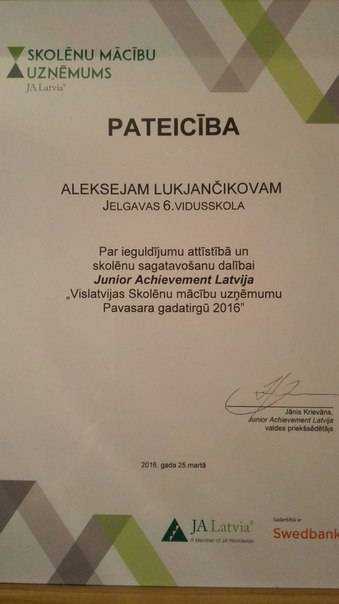 SKOLĒNU MĀCĪBU
UZŅĒMUMS
JA Latvia®
PATEICĪBA
ALEKSEJAM LUKJANČIKOVAM
JELGAVAS 6.VIDUSSKOLA
Par ieguldījumu attīstībā un
skolēnu sagatavošanu dalībai
Junior Achievement Latvija
„Vislatvijas Skolēnu mācību uzņēmumu
Pavasara gadatirgū 2016”
Jānis Krievāns,
Junior Achievement Latvija
valdes priekšsēdētājs
2016. gada 25.martā
JA Latvia®
A Member of JA Worldwide
Sadarbībā ar
Swedbank